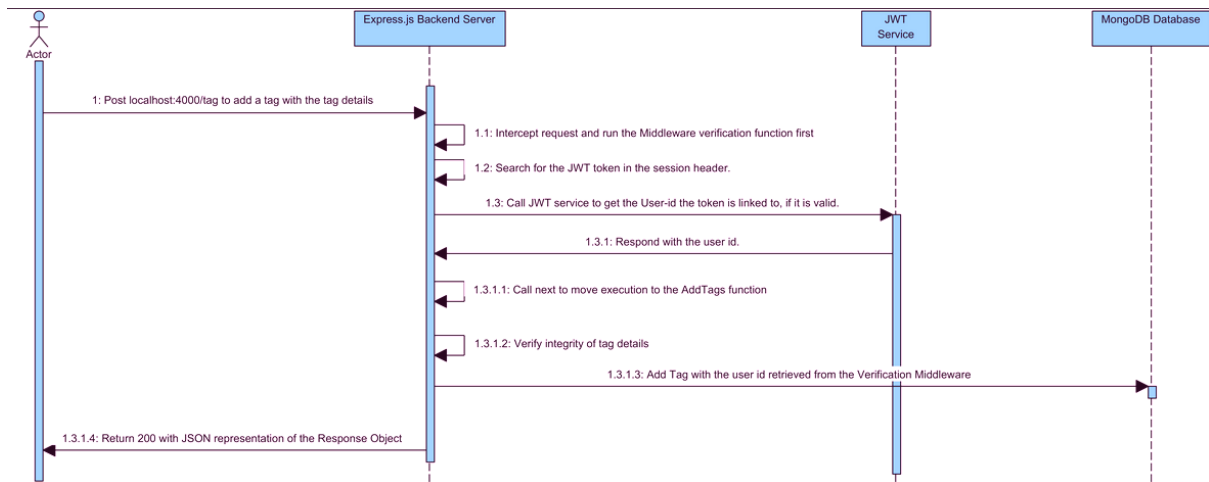 Express.js Backend Server
JWT
Service
MongoDB Database
Actor
1: Post localhost:4000/tag to add a tag with the tag details
1.1: Intercept request and run the Middleware verification function first
1.2: Search for the JWT token in the session header.
1.3: Call JWT service to get the User-id the token is linked to, if it is valid.
1.3.1: Respond with the user id.
1.3.1.1: Call next to move execution to the AddTags function
1.3.1.2: Verify integrity of tag details
1.3.1.3: Add Tag with the user id retrieved from the Verification Middleware
1.3.1.4: Return 200 with JSON representation of the Response Object